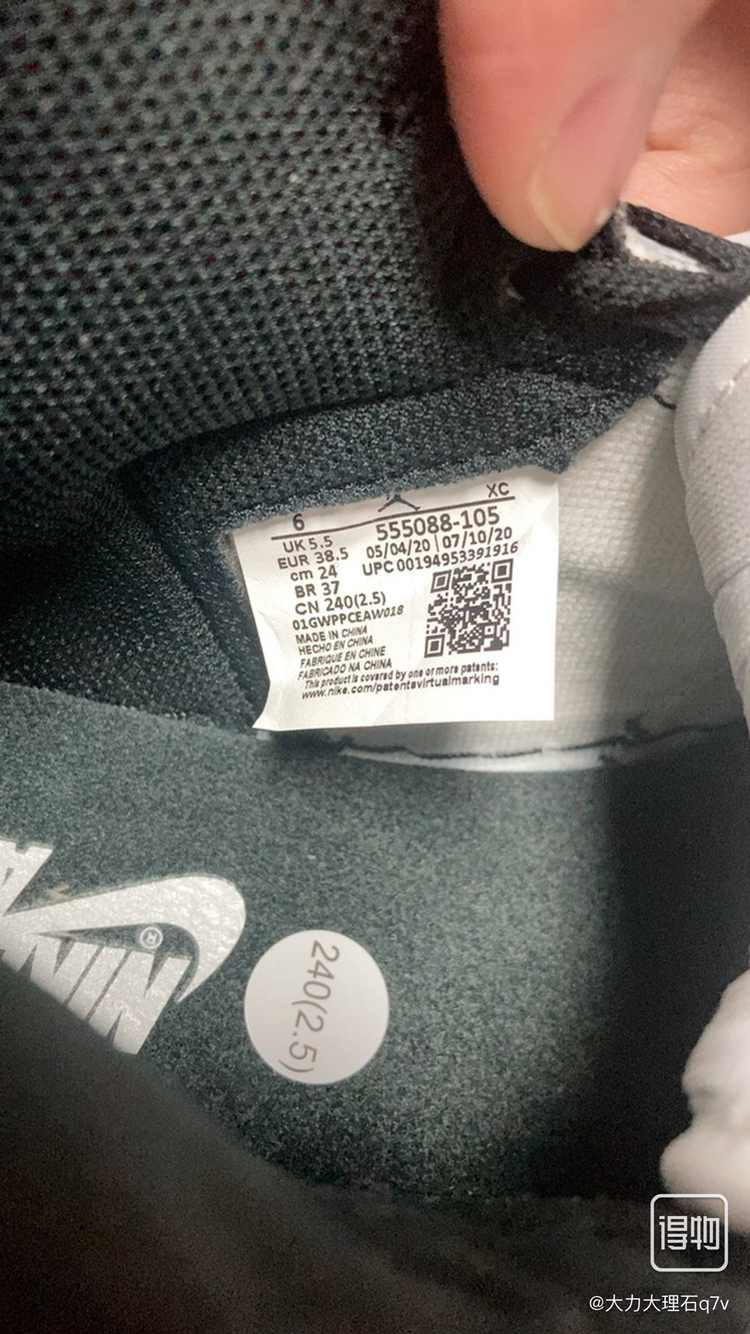 6 XC
UK 5.5
EUR 38.5
cm 24
BR 37
CN 240(2.5)
01GWPPCEAW018
555088-105
05/04/20 07/10/20
UPC 00194953391916
MADE IN CHINA
HECHO EN CHINA
FABRIQUE EN CHINE
FABRICADO NA CHINA
This product is covered by one or more patents:
www.nike.com/patentsvirtualmarking
240(2.5)
NIK
®
得物
@大力大理石q7v